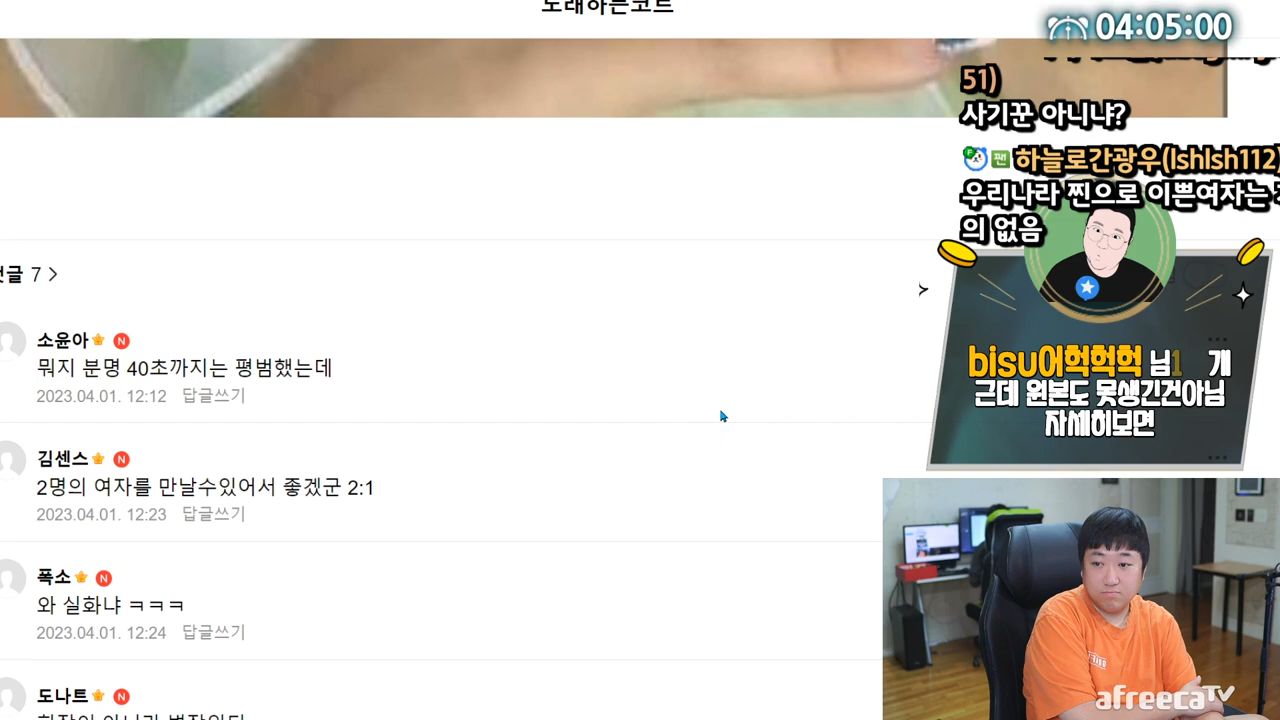 노래하는코트
04:05:00
51)
사기꾼 아니냐?
하늘로간광우(lshlsh112)
우리나라 찐으로 이쁜여자는
의 없음
댓글 7
소윤아 N
뭐지 분명 40초까지는 평범했는데
2023.04.01. 12:12 답글쓰기
김센스 N
2명의 여자를 만날수있어서 좋겠군 2:1
2023.04.01. 12:23 답글쓰기
폭소 N
와 실화냐 ㅋㅋㅋ
2023.04.01. 12:24 답글쓰기
도나트 N
bisu어헉헉헉 님 1 개
근데 원본도 못생긴건아님
자세히보면
afreecaTV